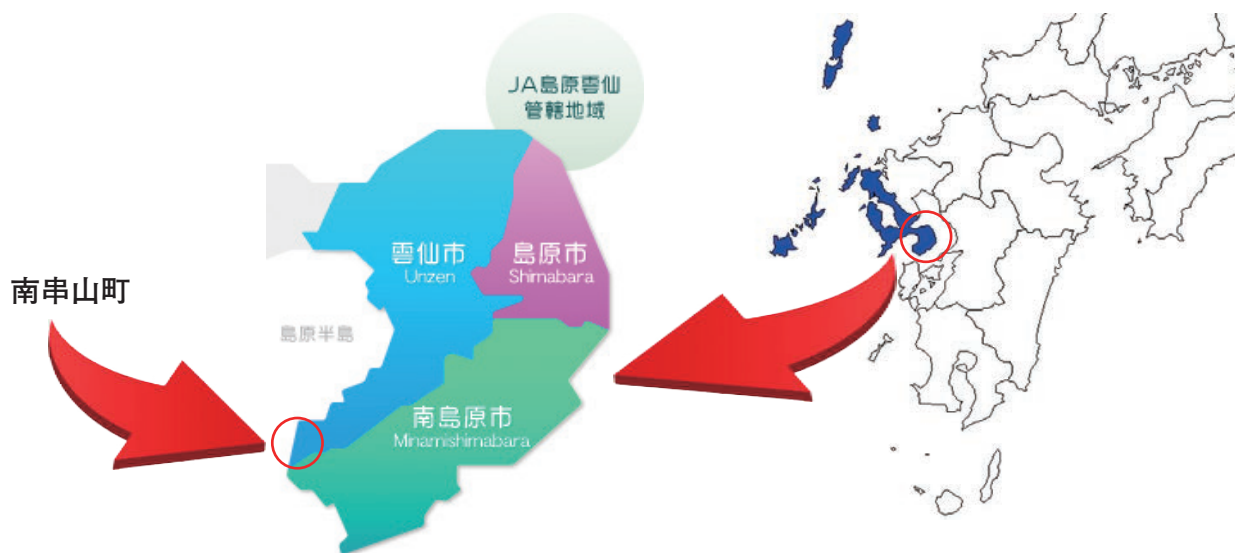 JA島原雲仙
管轄地域
雲仙市
Unzen
島原市
Shimabara
南串山町
島原半島
南島原市
Minamishimabara